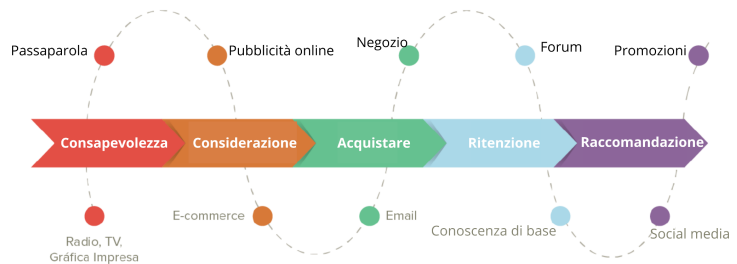 Passaparola
Pubblicità online
Negozio
Forum
Promozioni
Consapevolezza
Considerazione
Acquistare
Ritenzione
Raccomandazione
Radio, TV,
Gráfica Impresa
E-commerce
Email
Conoscenza di base
Social media